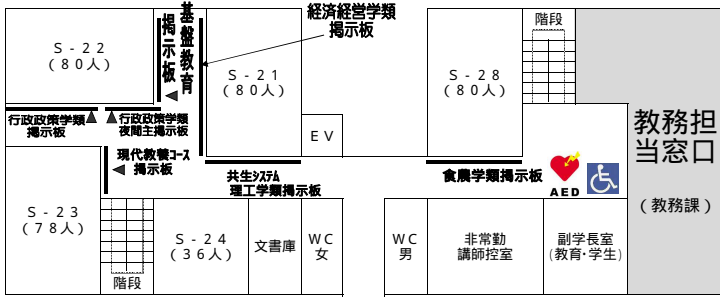 S-22
(80人)
基盤教育
掲示板
経済経営学類
掲示板
S-21
(80人)
S-28
(80人)
階段
教務担
当窓口
(教務課)
行政政策学類
掲示板
行政政策学類
夜間主掲示板
EV
現代教養コース
掲示板
共生システム
理工学類掲示板
食農学類掲示板
AED
S-23
(78人)
階段
S-24
(36人)
文書庫
WC
女
WC
男
非常勤
講師控室
副学長室
(教育・学生)